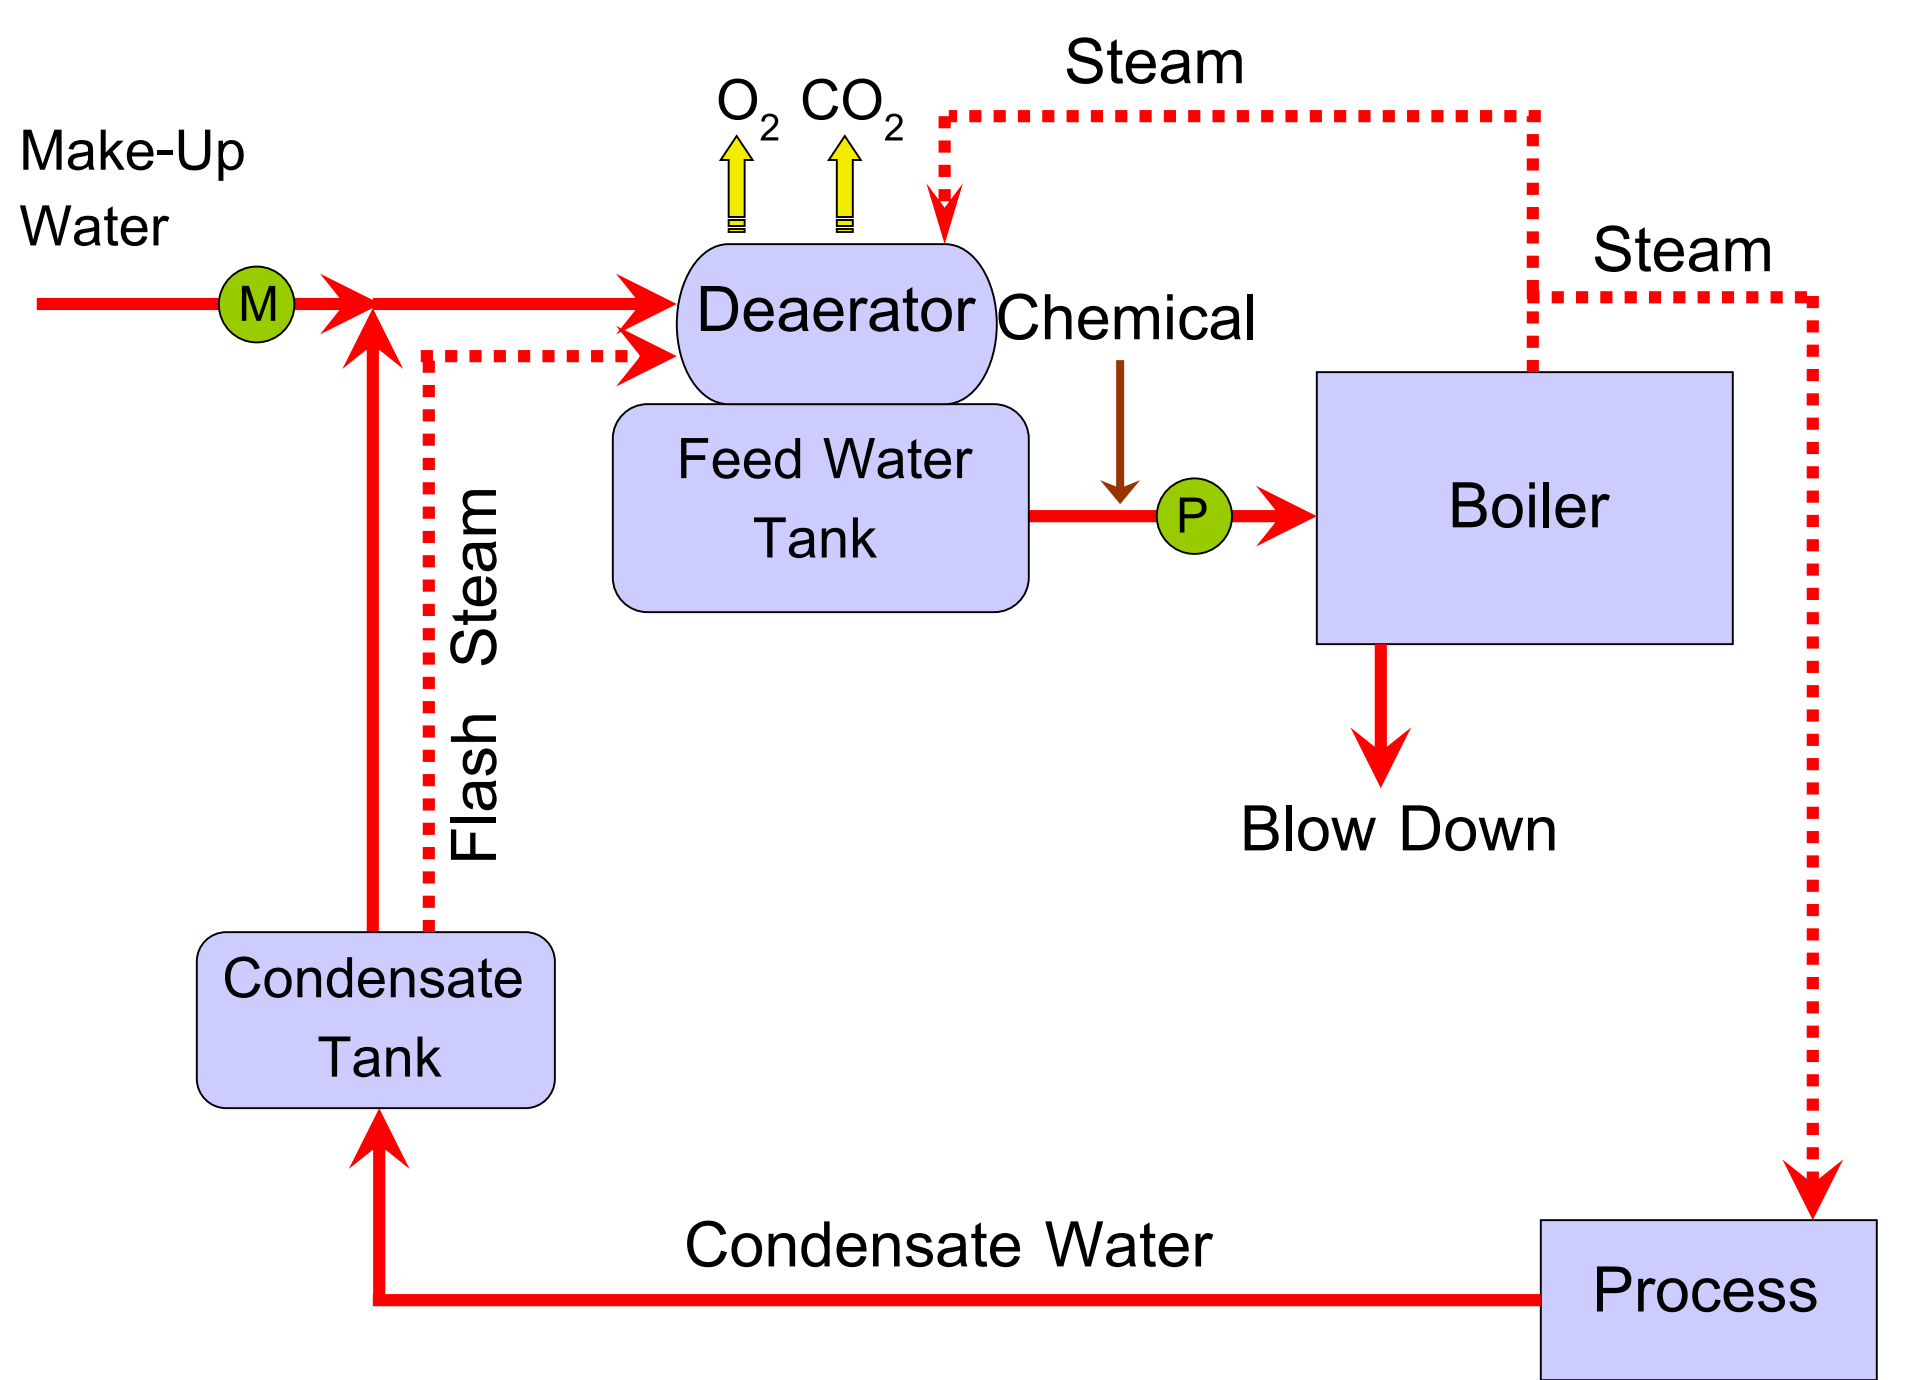 Steam
O2 CO2
Make-Up
Water
Steam
M
Deaerator
Chemical
Feed Water
Tank
P
Boiler
Flash Steam
Blow Down
Condensate
Tank
Condensate Water
Process